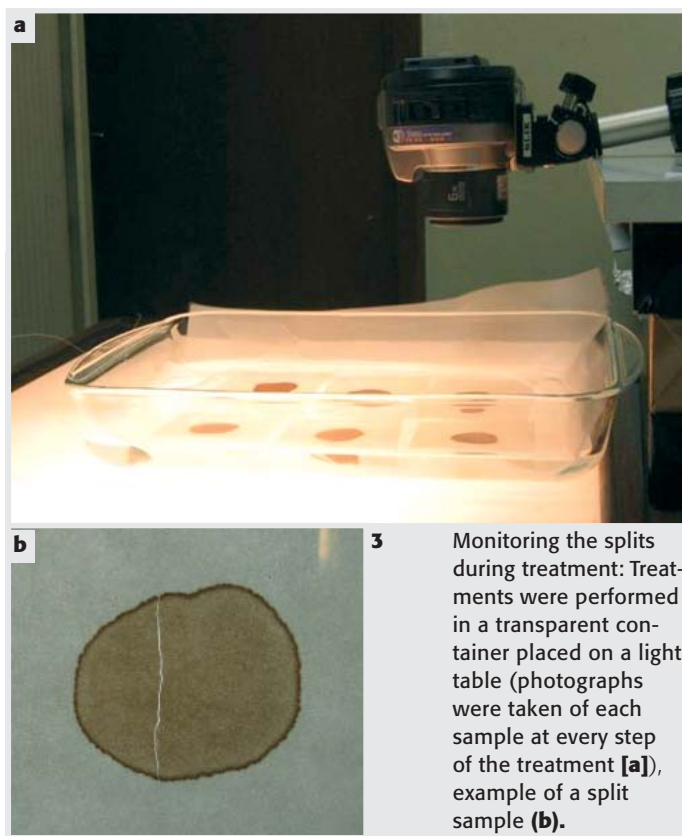 a
b
3
Monitoring the splits
during treatment: Treat-
ments were performed
in a transparent con-
tainer placed on a light
table (photographs
were taken of each
sample at every step
of the treatment [a]),
example of a split
sample (b).